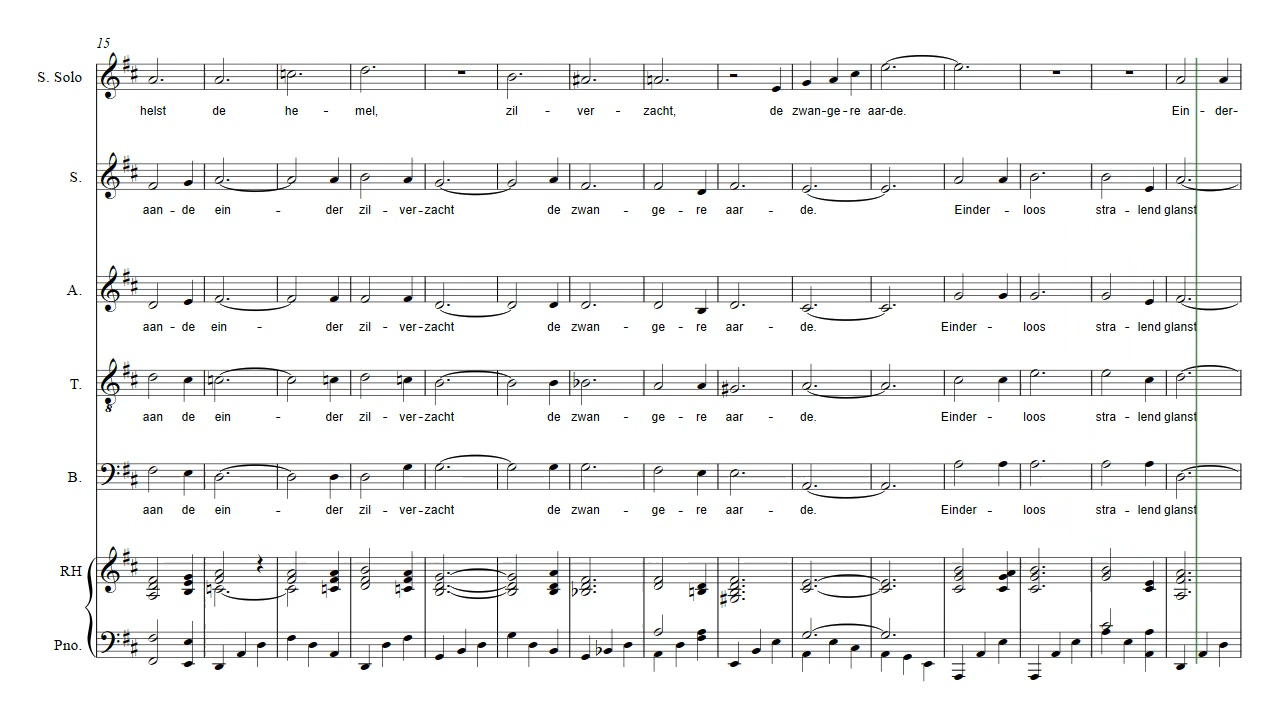 15
S. Solo
helst de he - mel, zil - ver - zacht, de zwan-ge-re aar-de. Ein - der-
S.
aan - de ein - der zil - ver-zacht de zwan - ge - re aar - de. Einder - loos stra - lend glanst
A.
aan - de ein - der zil - ver-zacht de zwan - ge - re aar - de. Einder - loos stra - lend glanst
T.
8
aan de ein - der zil - ver-zacht de zwan - ge - re aar - de. Einder - loos stra - lend glanst
B.
aan de ein - der zil - ver-zacht de zwan - ge - re aar - de. Einder - loos stra - lend glanst
RH
Pno.